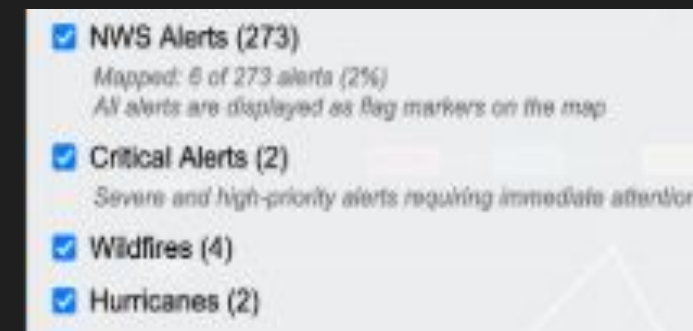 NWS Alerts (273)
Mapped: 6 of 273 alerts (2%)
All alerts are displayed as flag markers on the map
Critical Alerts (2)
Severe and high-priority alerts requiring immediate attention
Wildfires (4)
Hurricanes (2)